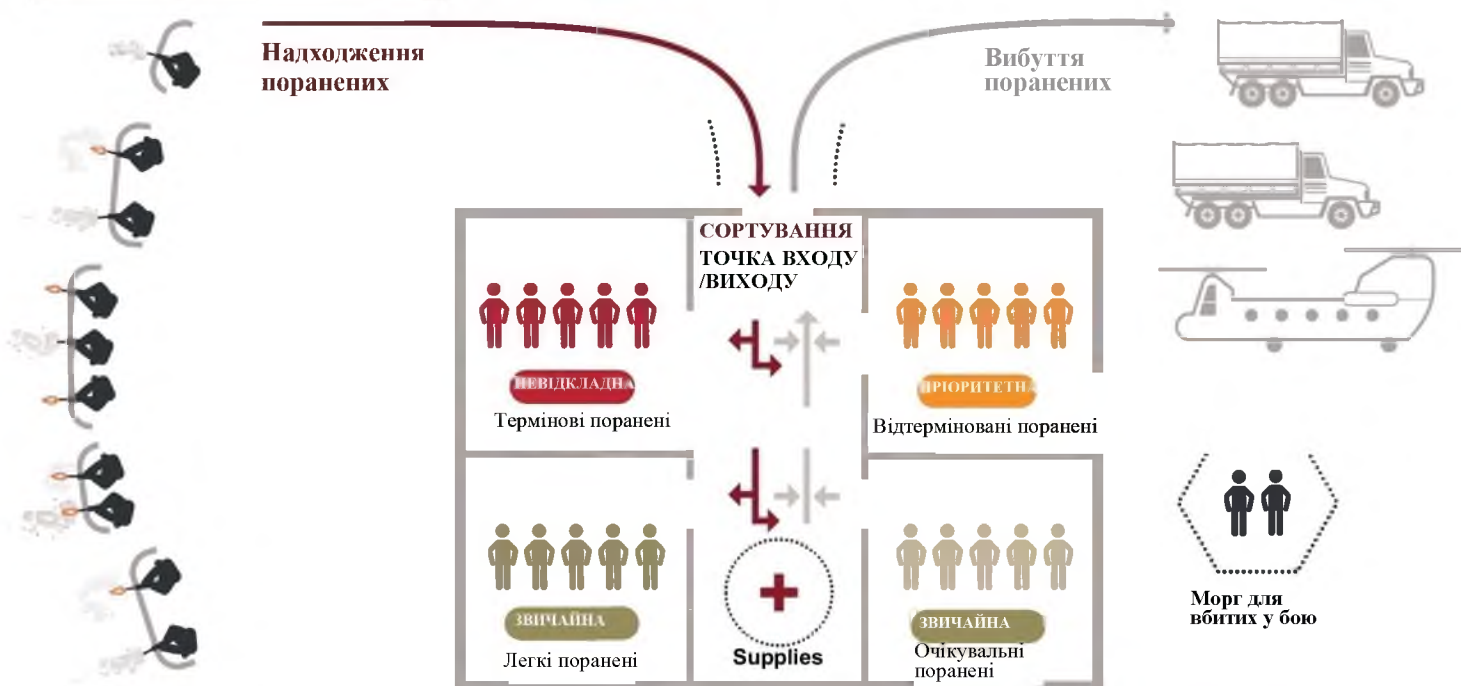 Надходження
поранених
Вибуття
поранених
СОРТУВАННЯ
ТОЧКА ВХОДУ
/ВИХОДУ
НЕВІДКЛАДНА
Термінові поранені
ПРІОРИТЕТНА
Відтерміновані поранені
ЗВИЧАЙНА
Легкі поранені
Supplies
ЗВИЧАЙНА
Очікувальні
поранені
Морг для
вбитих у бою